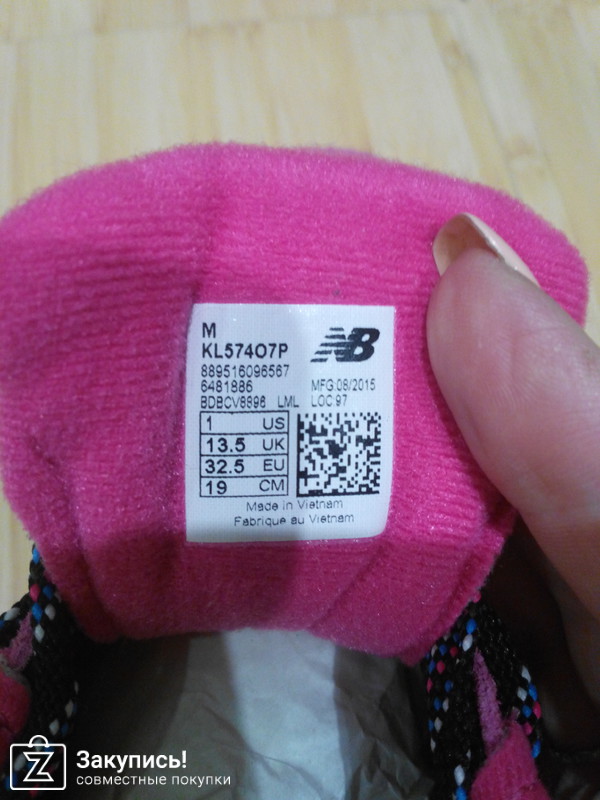 M
KL574O7P
NB
889516096567
6481886 MFG:08/2015
BDBCV8896 LML LOC:97
1 US
13.5 UK
32.5 EU
19 CM
Made in Vietnam
Fabrique au Vietnam
Z
Закупись!
совместные покупки